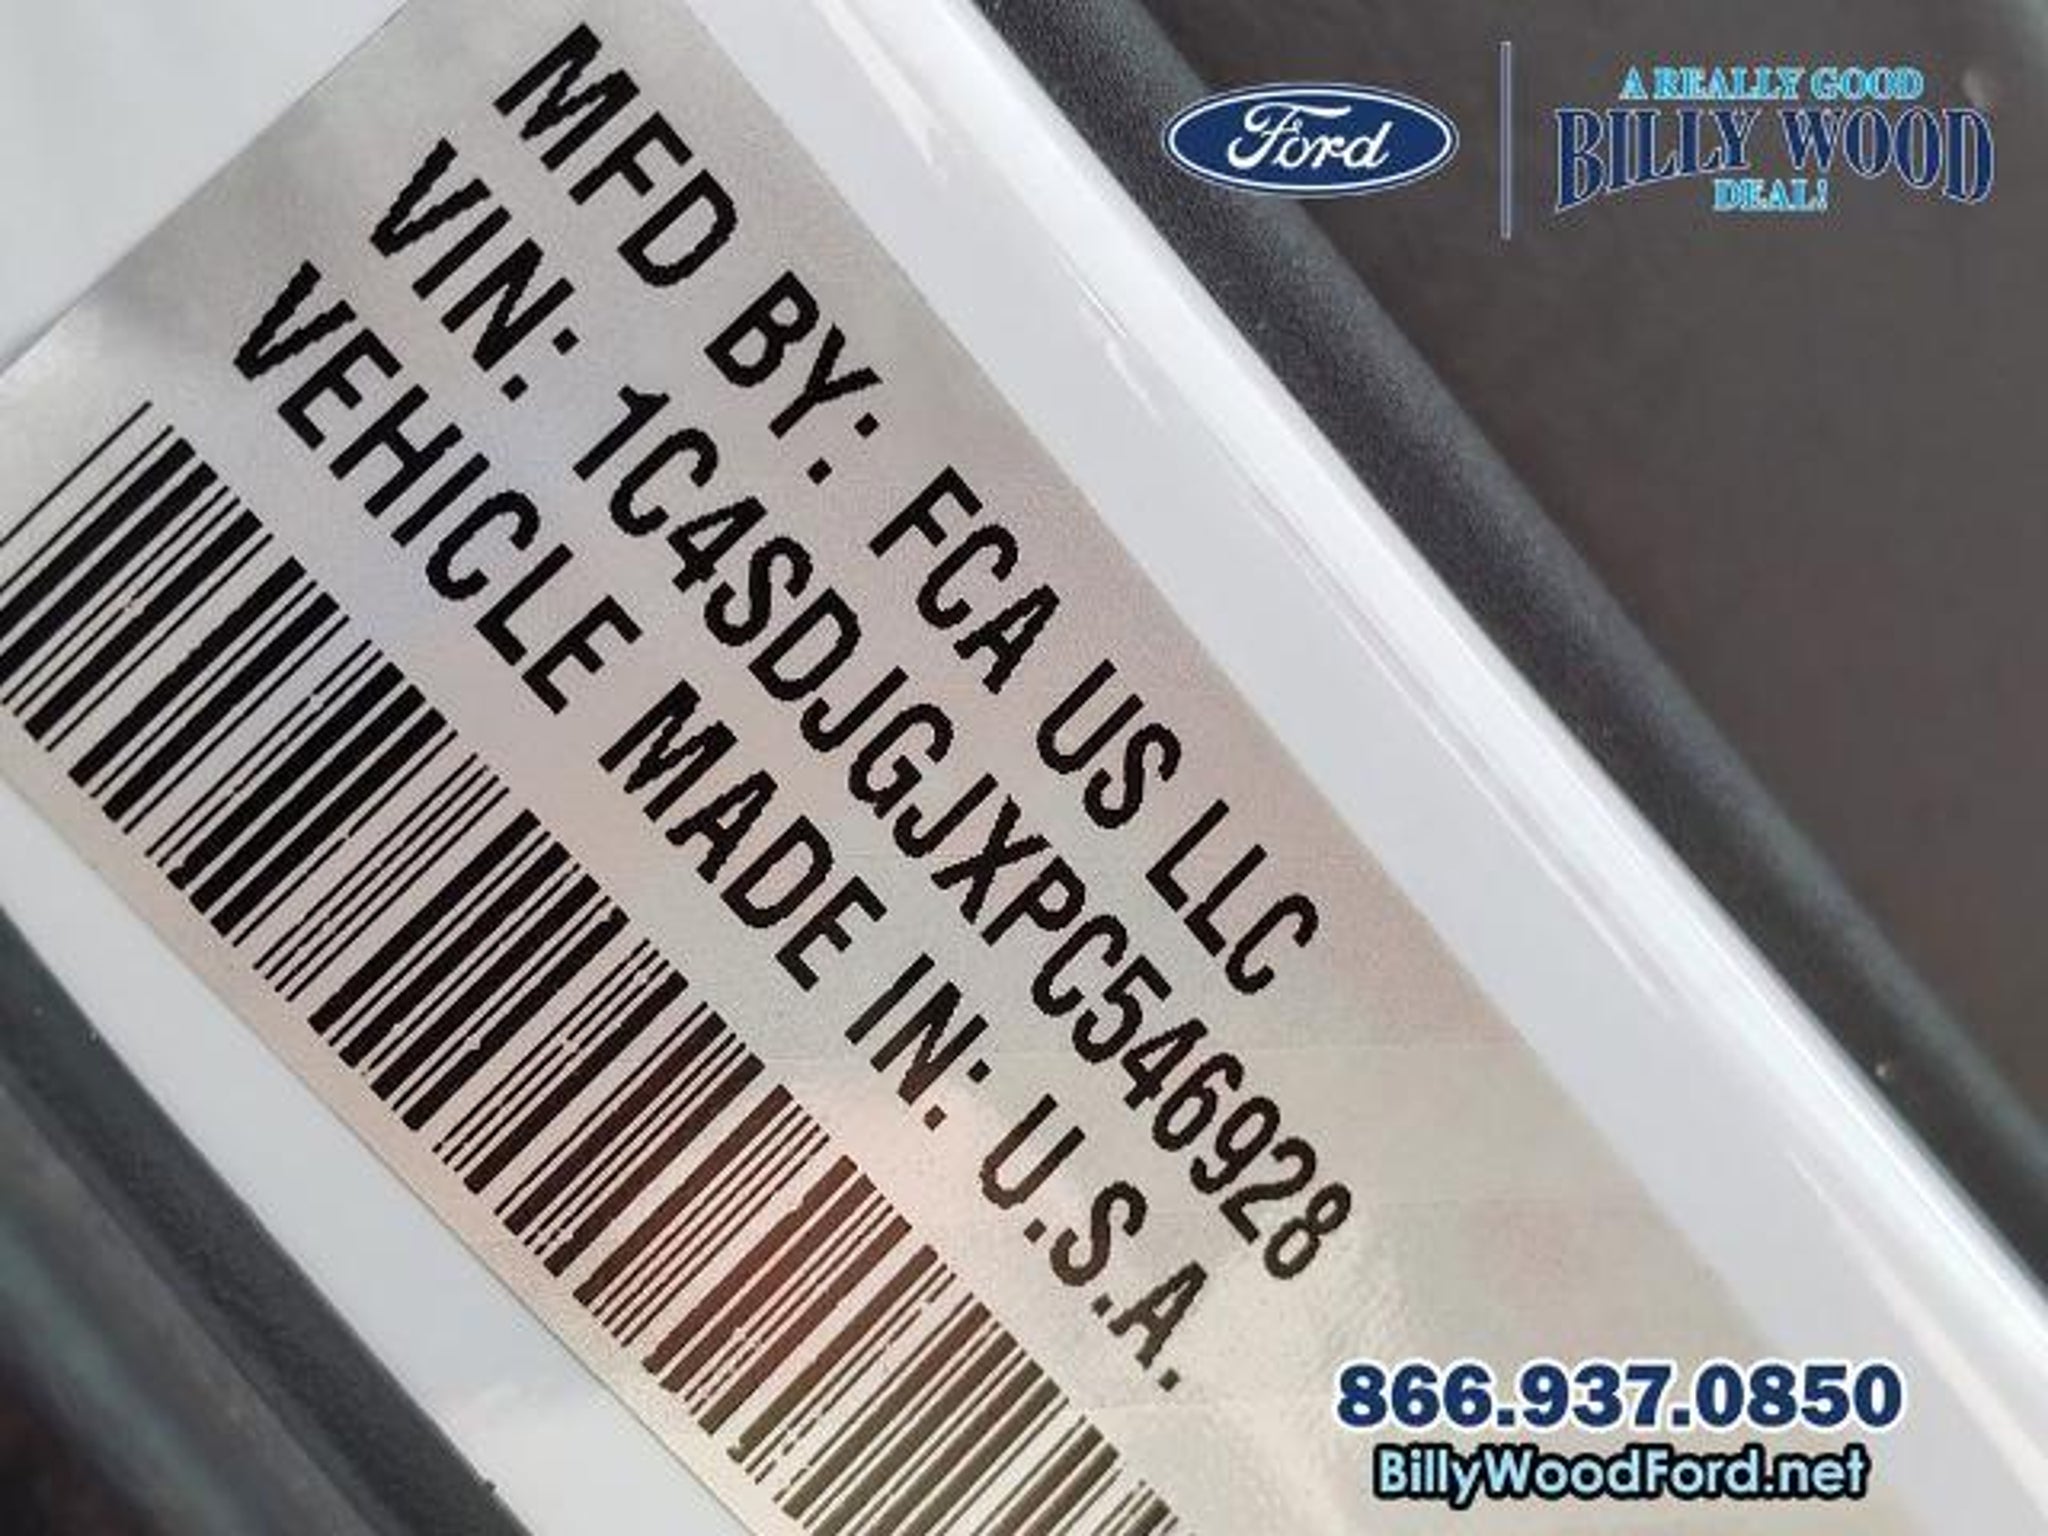 Ford
A REALLY GOOD
BILLY WOOD
DEAL!
MFD BY: FCA US LLC
VIN: 1C4SDJGJXPC546928
VEHICLE MADE IN: U.S.A.
866.937.0850
BillyWoodFord.net